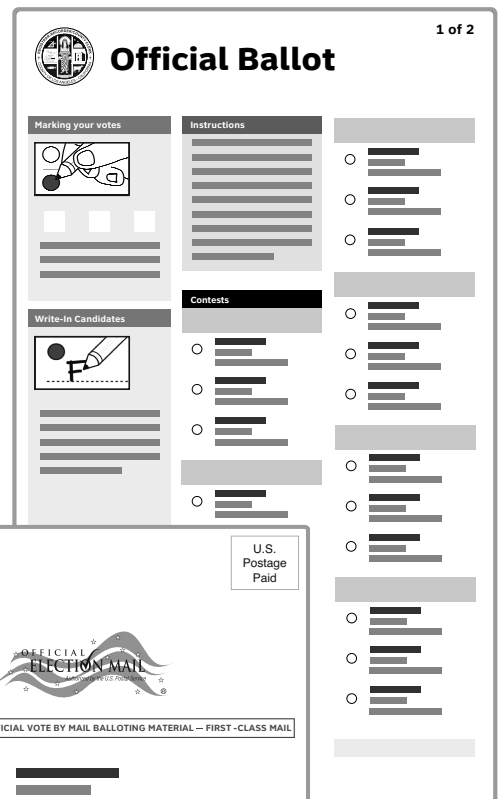 1 of 2
Official Ballot
Marking your votes
Instructions
Contests
Write-In Candidates
F
U.S.
Postage
Paid
OFFICIAL
ELECTION MAIL
Authorized by the U.S. Postal Service
®
ICIAL VOTE BY MAIL BALLOTING MATERIAL — FIRST -CLASS MAIL